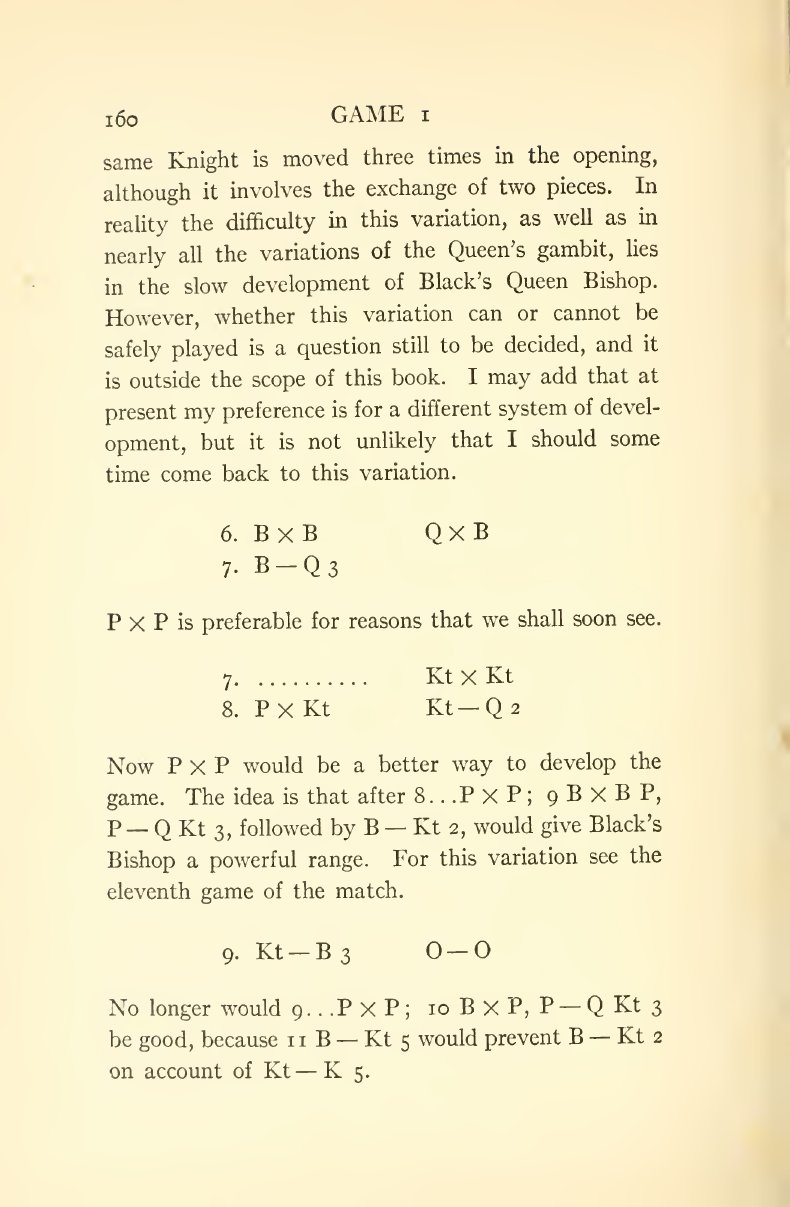 160 GAME 1
same Knight is moved three times in the opening,
although it involves the exchange of two pieces. In
reality the difficulty in this variation, as well as in
nearly all the variations of the Queen's gambit, lies
in the slow development of Black's Queen Bishop.
However, whether this variation can or cannot be
safely played is a question still to be decided, and it
is outside the scope of this book. I may add that at
present my preference is for a different system of devel-
opment, but it is not unlikely that I should some
time come back to this variation.
6. B × B Q × B
7. B — Q 3
P × P is preferable for reasons that we shall soon see.
7. .......... Kt × Kt
8. P × Kt Kt — Q 2
Now P × P would be a better way to develop the
game. The idea is that after 8...P × P; 9 B × B P,
P — Q Kt 3, followed by B — Kt 2, would give Black's
Bishop a powerful range. For this variation see the
eleventh game of the match.
9. Kt — B 3 O — O
No longer would 9...P × P; 10 B × P, P — Q Kt 3
be good, because 11 B — Kt 5 would prevent B — Kt 2
on account of Kt — K 5.